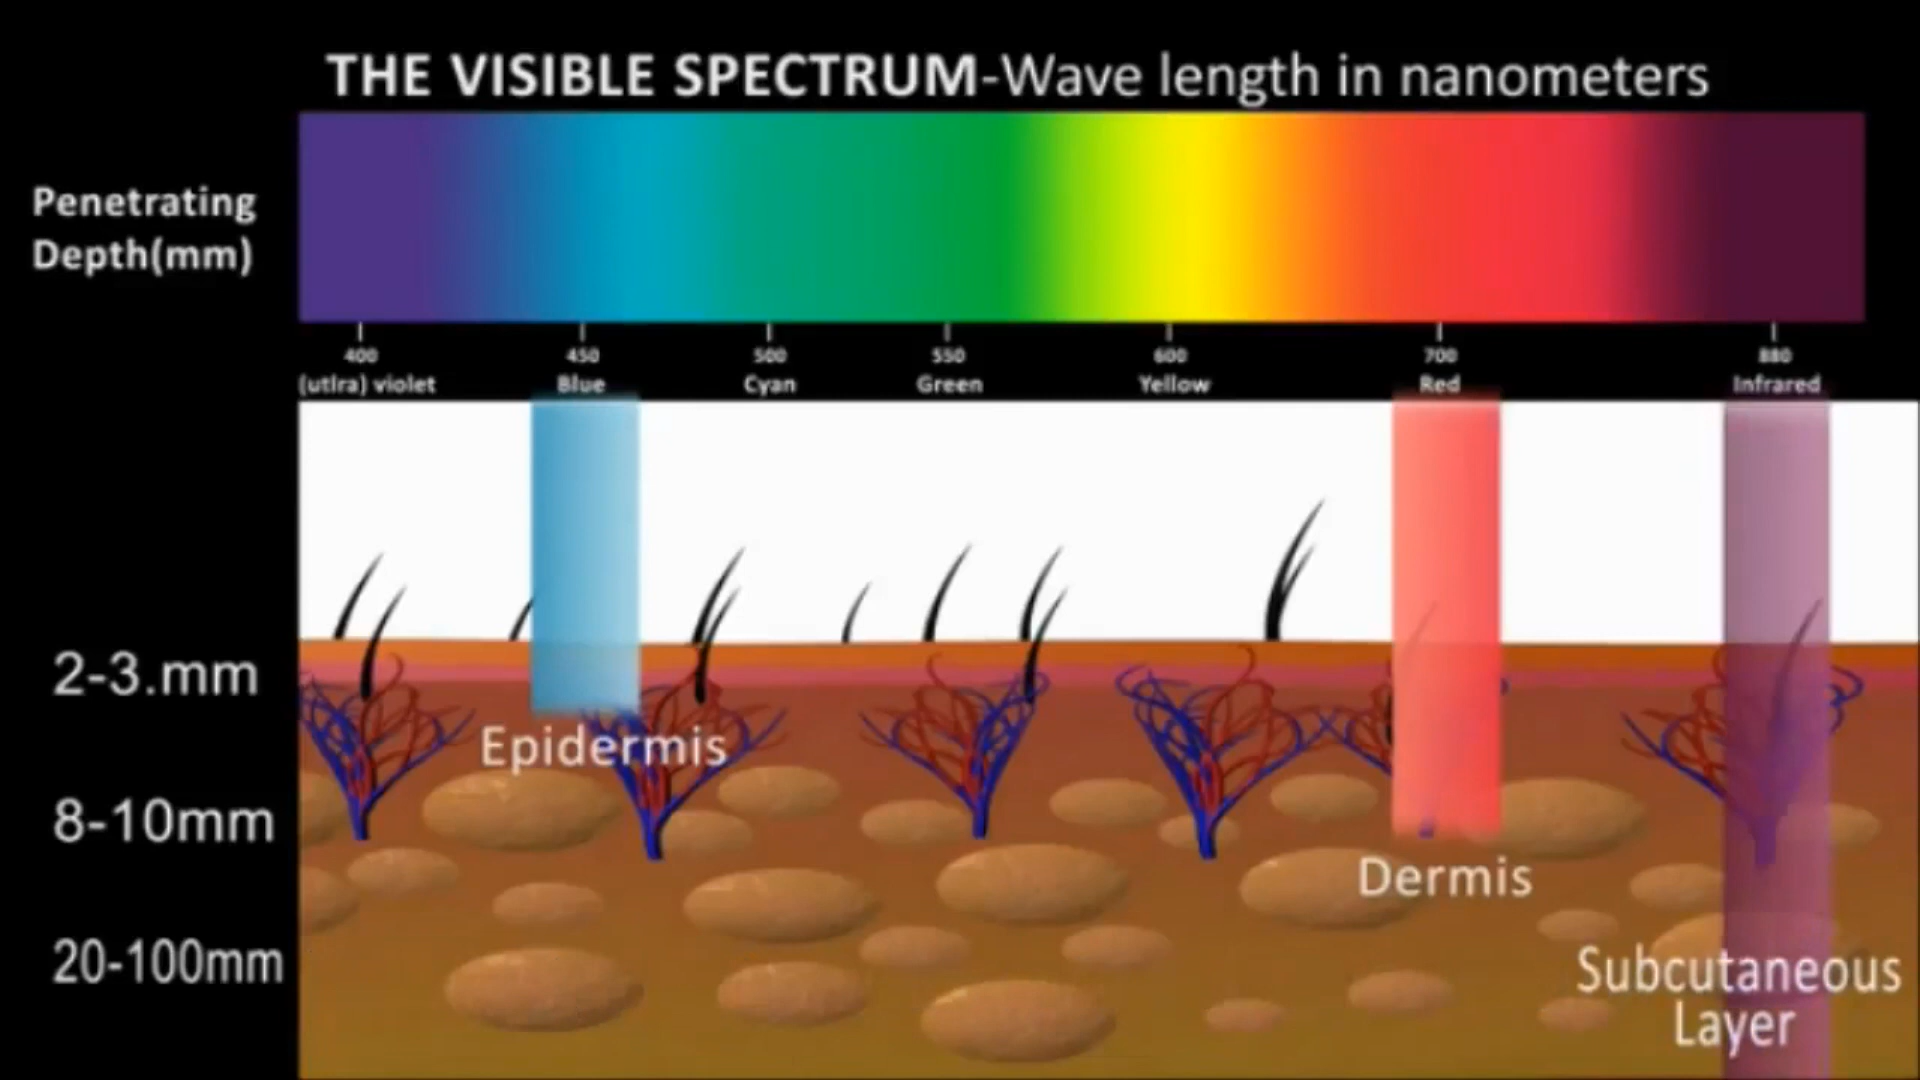 THE VISIBLE SPECTRUM-Wave length in nanometers
Penetrating
Depth(mm)
400 450 500 550 600 700 880
(utlra) violet Blue Cyan Green Yellow Red Infrared
2-3.mm
Epidermis
8-10mm
Dermis
20-100mm
Subcutaneous
Layer